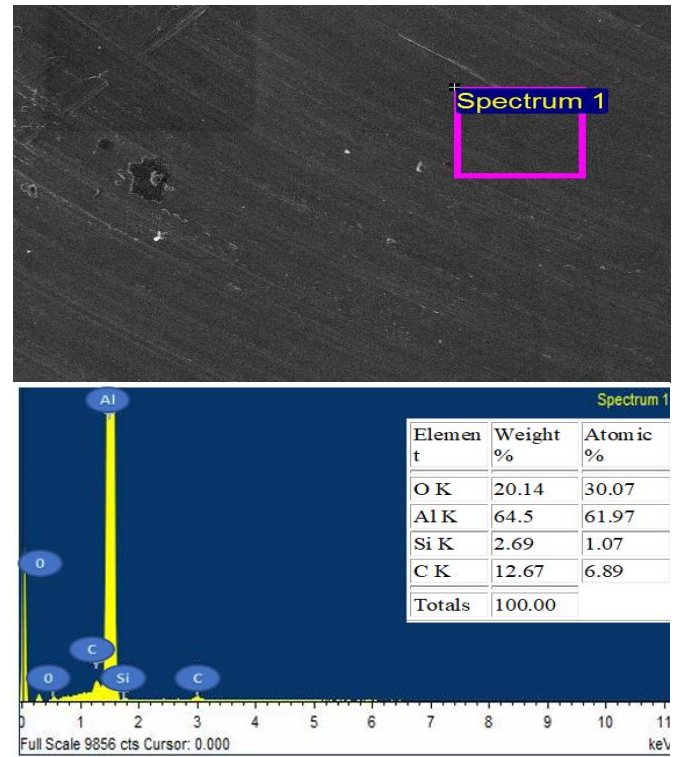 Spectrum 1
Al
Spectrum 1
Elemen Weight Atomic
t % %
O K 20.14 30.07
Al K 64.5 61.97
Si K 2.69 1.07
C K 12.67 6.89
Totals 100.00
O
C
O Si C
0 1 2 3 4 5 6 7 8 9 10 11
Full Scale 9856 cts Cursor: 0.000 keV